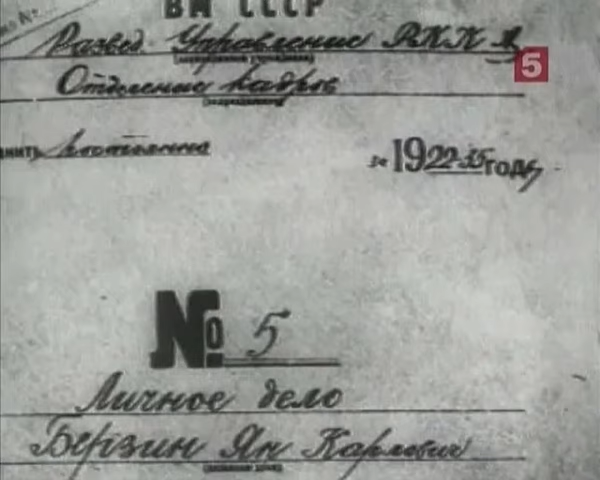 ВМ СССР
Развед. Управление РККА
5
Отделение кадров
постоянно
за 1922-35 годы
№ 5
Личное дело
Берзин Ян Карлович